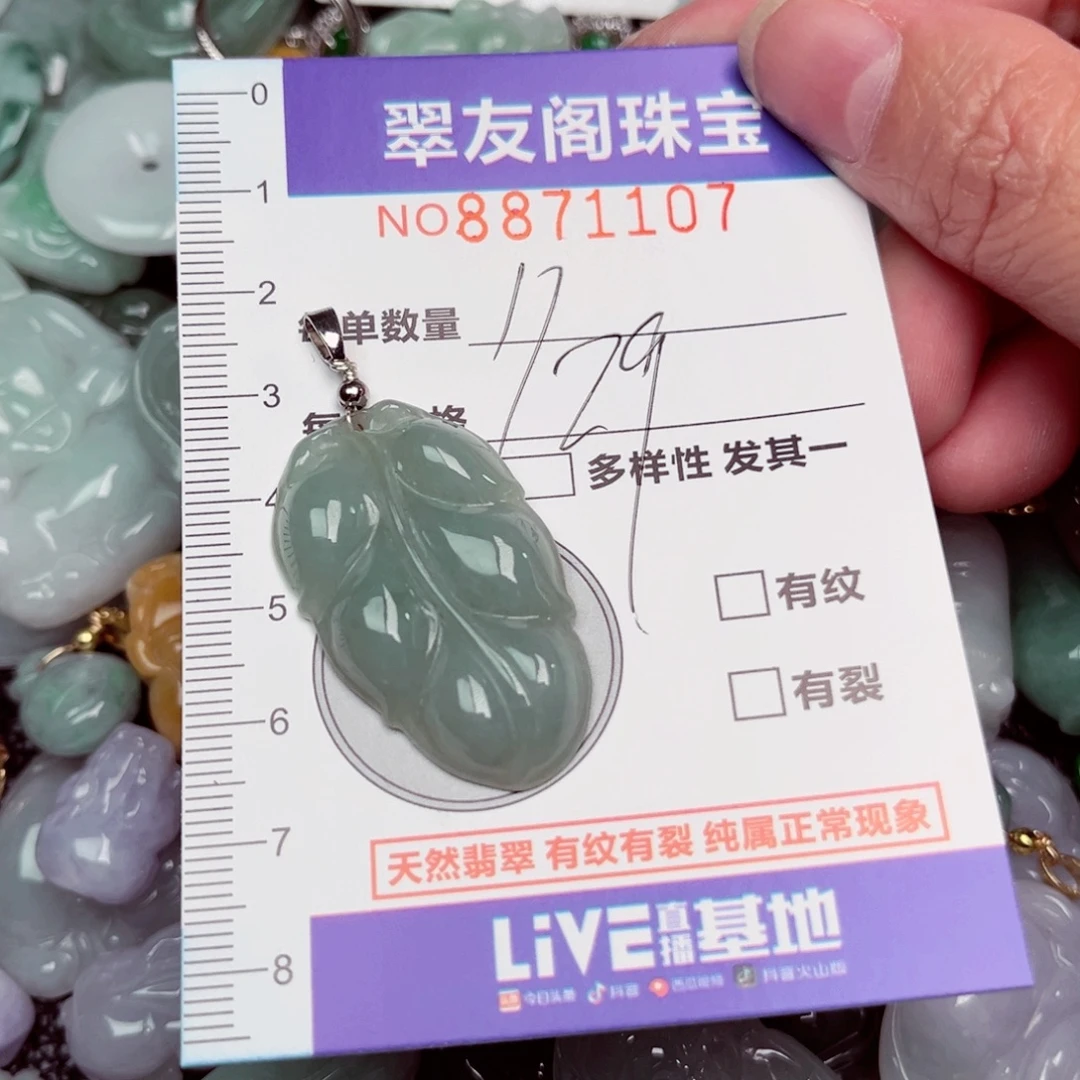 0
翠友阁珠宝
1
NO.8871107
2
单数量
3
4
多样性 发其一
729
5
有纹
有裂
6
7
天然翡翠 有纹有裂 纯属正常现象
8
LiVE直播基地
今日头条 抖音 西瓜视频 抖音火山版